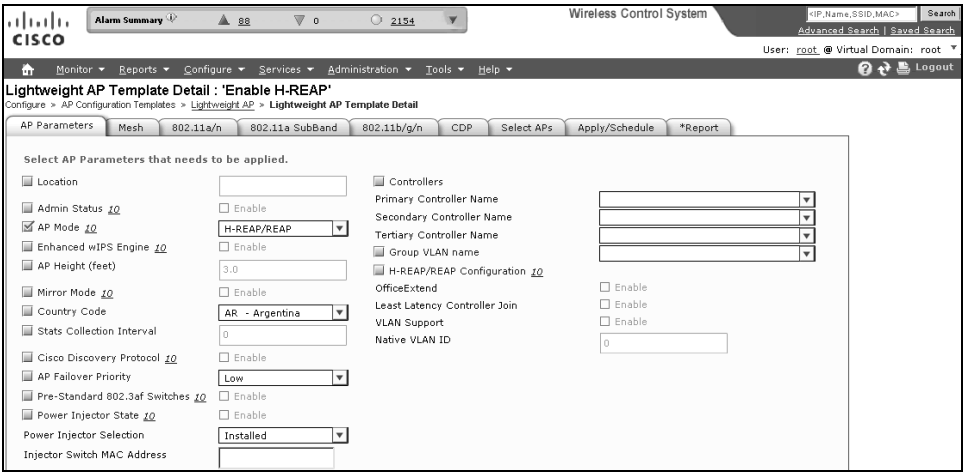 CISCO
Alarm Summary 88 0 2154
Wireless Control System
<IP,Name,SSID,MAC> Search
Advanced Search | Saved Search
User: root @ Virtual Domain: root
Monitor Reports Configure Services Administration Tools Help Logout
Lightweight AP Template Detail : 'Enable H-REAP'
Configure > AP Configuration Templates > Lightweight AP > Lightweight AP Template Detail
AP Parameters Mesh 802.11a/n 802.11a SubBand 802.11b/g/n CDP Select APs Apply/Schedule *Report
Select AP Parameters that needs to be applied.
Location
Admin Status 10 Enable
AP Mode 10 H-REAP/REAP
Enhanced wIPS Engine 10 Enable
AP Height (feet) 3.0
Mirror Mode 10 Enable
Country Code AR - Argentina
Stats Collection Interval 0
Cisco Discovery Protocol 10 Enable
AP Failover Priority Low
Pre-Standard 802.3af Switches 10 Enable
Power Injector State 10 Enable
Power Injector Selection Installed
Injector Switch MAC Address
Controllers
Primary Controller Name
Secondary Controller Name
Tertiary Controller Name
Group VLAN name
H-REAP/REAP Configuration 10
OfficeExtend Enable
Least Latency Controller Join Enable
VLAN Support Enable
Native VLAN ID 0